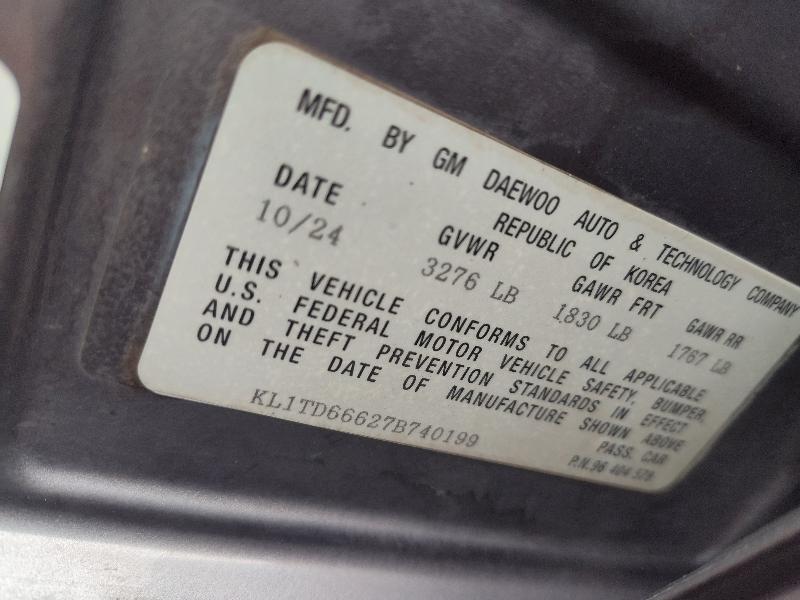 MFD. BY GM DAEWOO AUTO & TECHNOLOGY COMPANY
REPUBLIC OF KOREA
DATE GVWR GAWR FRT GAWR RR
10/24 3276 LB 1830 LB 1767 LB
THIS VEHICLE CONFORMS TO ALL APPLICABLE
U.S. FEDERAL MOTOR VEHICLE SAFETY, BUMPER,
AND THEFT PREVENTION STANDARDS IN EFFECT
ON THE DATE OF MANUFACTURE SHOWN ABOVE
PASS. CAR
KL1TD66627B740199
P.N.96 404 578